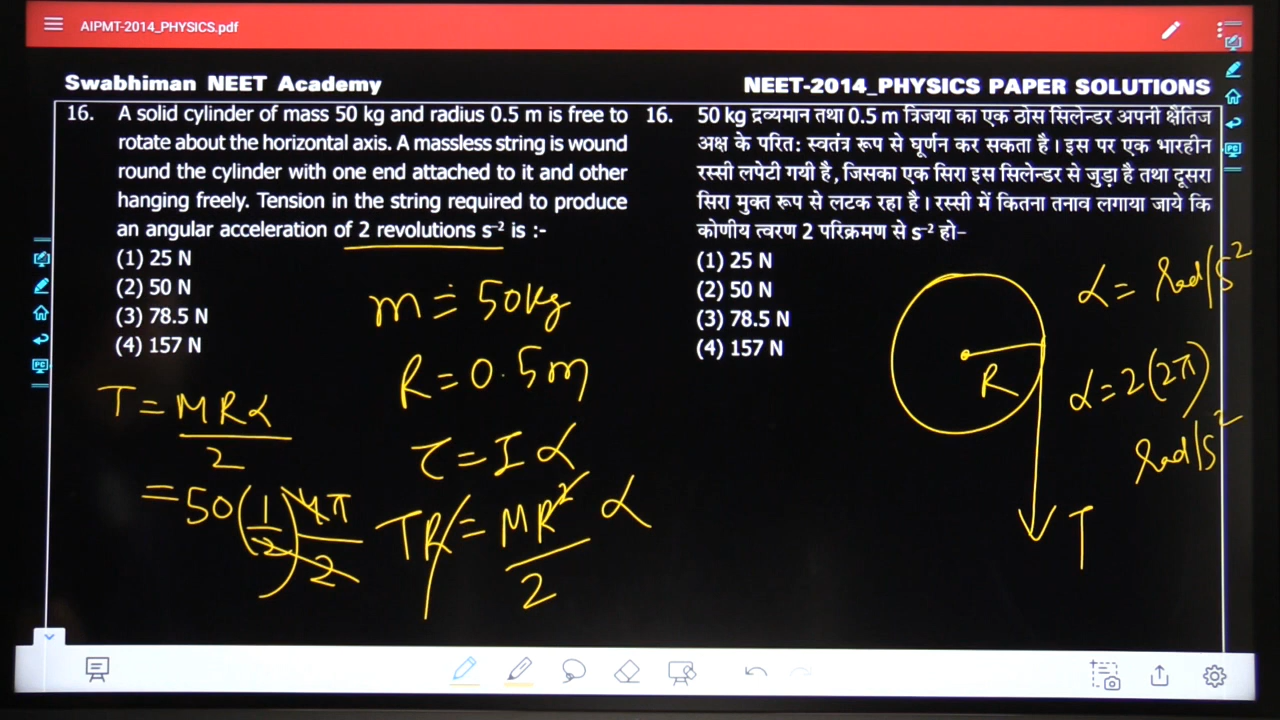 AIPMT-2014_PHYSICS.pdf
Swabhiman NEET Academy
NEET-2014_PHYSICS PAPER SOLUTIONS
16. A solid cylinder of mass 50 kg and radius 0.5 m is free to
rotate about the horizontal axis. A massless string is wound
round the cylinder with one end attached to it and other
hanging freely. Tension in the string required to produce
an angular acceleration of 2 revolutions s⁻² is :-
(1) 25 N
(2) 50 N
(3) 78.5 N
(4) 157 N
16. 50 kg द्रव्यमान तथा 0.5 m त्रिजया का एक ठोस सिलेन्डर अपनी क्षैतिज
अक्ष के परित: स्वतंत्र रूप से घूर्णन कर सकता है। इस पर एक भारहीन
रस्सी लपेटी गयी है, जिसका एक सिरा इस सिलेन्डर से जुड़ा है तथा दूसरा
सिरा मुक्त रूप से लटक रहा है। रस्सी में कितना तनाव लगाया जाये कि
कोणीय त्वरण 2 परिक्रमण से s⁻² हो–
(1) 25 N
(2) 50 N
(3) 78.5 N
(4) 157 N
m = 50kg
R = 0.5m
τ = I α
TR = MR² α
2
T = MRα
2
= 50 (1/2) 4π
2
R
T
α = rad/s²
α = 2(2π)
rad/s²
PC
PC